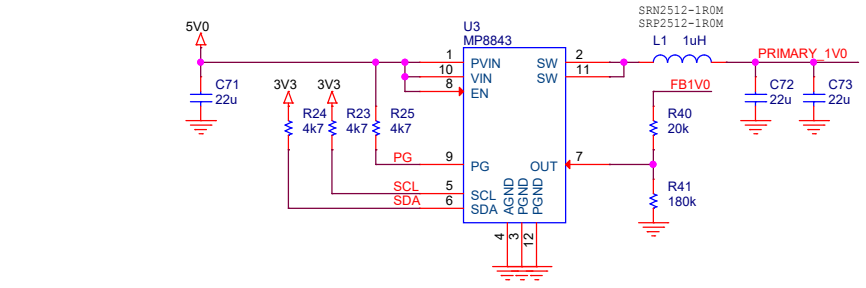 SRN2512-1R0M
SRP2512-1R0M
5V0
U3
MP8843
L1 1uH
PRIMARY_1V0
1 PVIN
10 VIN
8 EN
SW 2
SW 11
C71
22u
3V3 3V3
R24
4k7
R23
4k7
R25
4k7
FB1V0
C72
22u
C73
22u
R40
20k
PG 9 PG
OUT 7
SCL 5 SCL
SDA 6 SDA
AGND
PGND
PGND
R41
180k
4
3
12